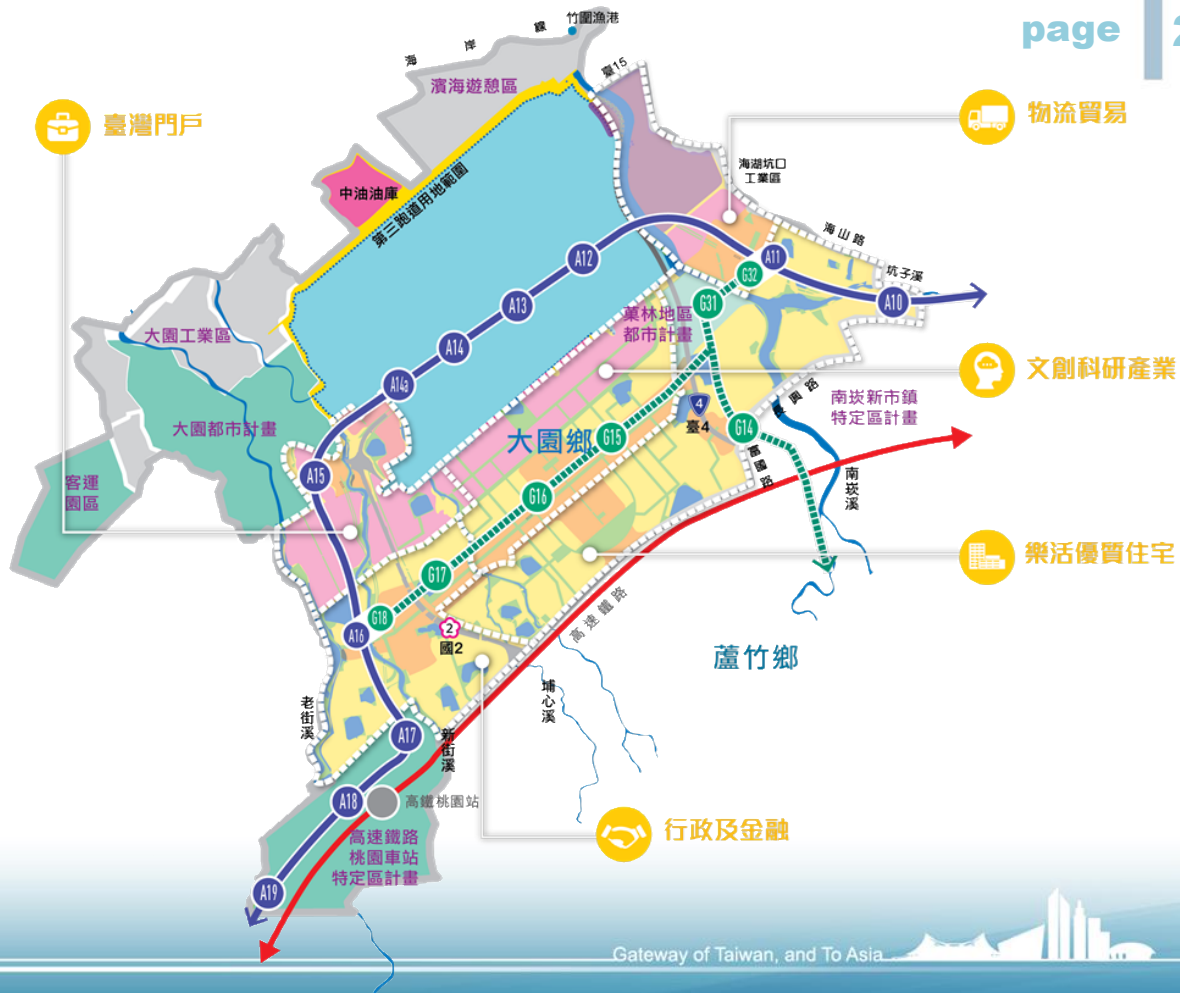 page 2
竹圍漁港
海岸線
臺15
濱海遊憩區
臺灣門戶
物流貿易
中油油庫
第三跑道用地範圍
海湖坑口
工業區
海山路
坑子溪
A12
A11
G32
A13
G31
A10
菓林地區
都市計畫
大園工業區
A14
A14a
文創科研產業
南崁新市鎮
特定區計畫
長興路
4
臺4
大園都市計畫
大園鄉
G15
G14
富國路
A15
南崁溪
客運
園區
G16
樂活優質住宅
G17
G18
A16
2
國2
高速鐵路
蘆竹鄉
老街溪
埔心溪
A17
新街溪
A18
高鐵桃園站
行政及金融
高速鐵路
桃園車站
特定區計畫
A19
Gateway of Taiwan, and To Asia